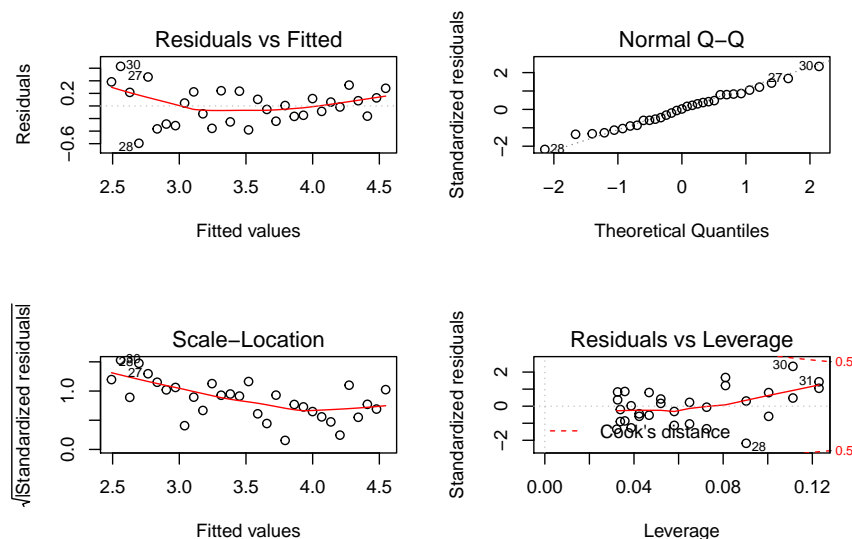 Residuals vs Fitted
Residuals
0.2
−0.6
30
27
28
2.5 3.0 3.5 4.0 4.5
Fitted values
Normal Q−Q
Standardized residuals
2
0
−2
30
27
28
−2 −1 0 1 2
Theoretical Quantiles
Scale−Location
√|Standardized residuals|
1.0
0.0
30
28
27
2.5 3.0 3.5 4.0 4.5
Fitted values
Residuals vs Leverage
Standardized residuals
2
0
−2
0.5
30
31
Cook's distance
28
0.5
0.00 0.04 0.08 0.12
Leverage